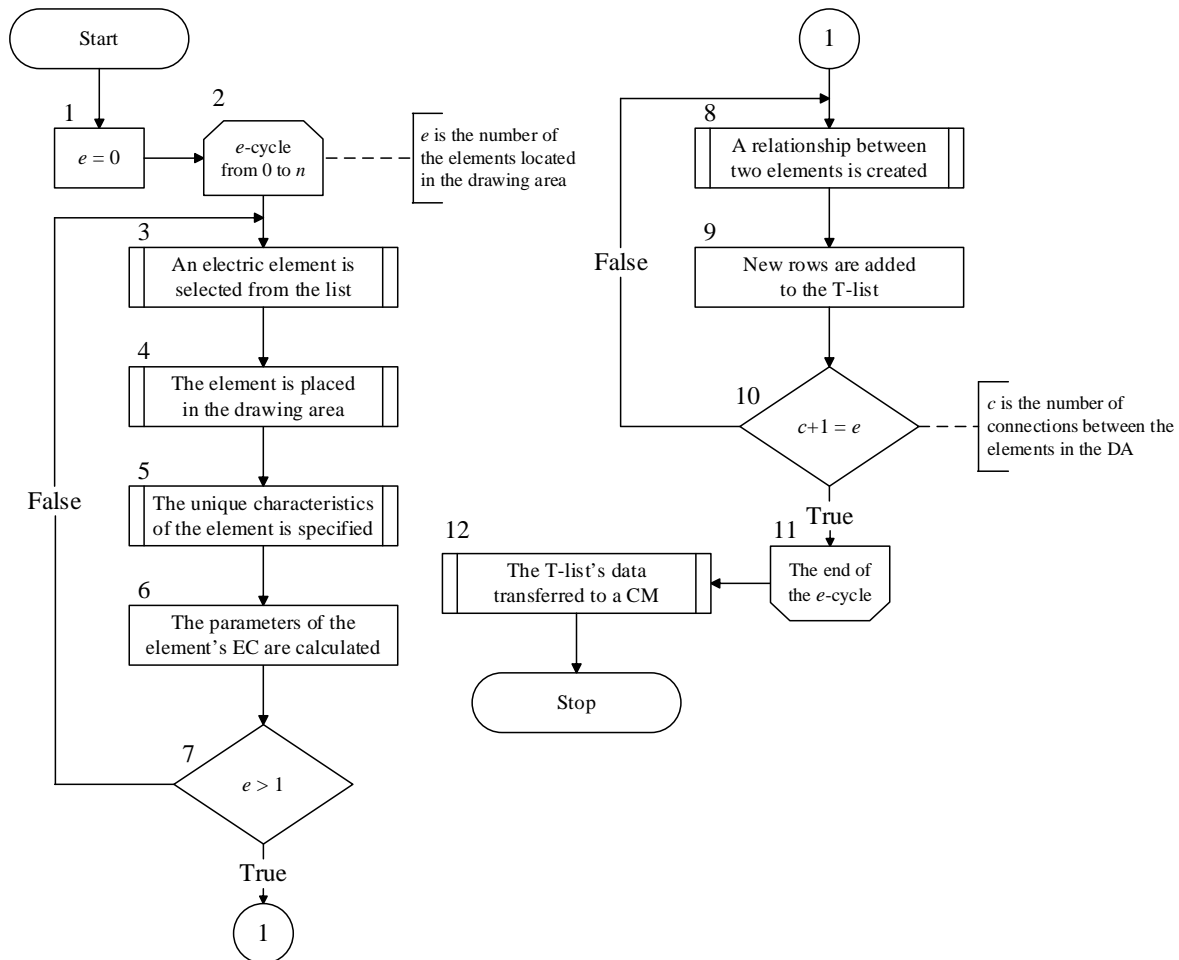 Start
1
e = 0
2
e-cycle
from 0 to n
e is the number of
the elements located
in the drawing area
3
An electric element is
selected from the list
4
The element is placed
in the drawing area
5
The unique characteristics
of the element is specified
False
6
The parameters of the
element’s EC are calculated
7
e > 1
True
1
1
8
A relationship between
two elements is created
9
New rows are added
to the T-list
False
10
c+1 = e
c is the number of
connections between the
elements in the DA
True
11
The end of
the e-cycle
12
The T-list’s data
transferred to a CM
Stop